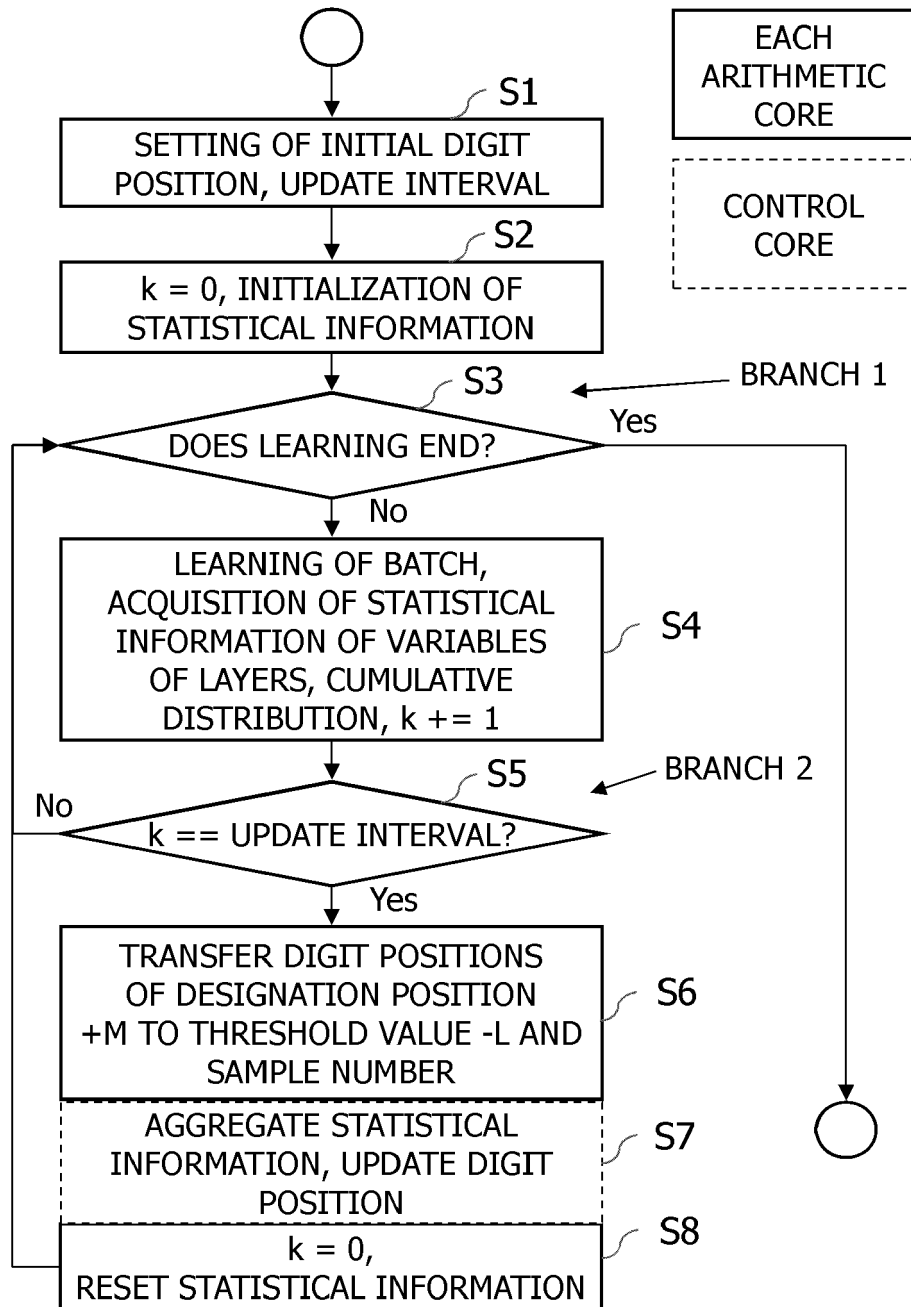 EACH
ARITHMETIC
CORE
S1
SETTING OF INITIAL DIGIT
POSITION, UPDATE INTERVAL
CONTROL
CORE
S2
k = 0, INITIALIZATION OF
STATISTICAL INFORMATION
S3
BRANCH 1
DOES LEARNING END?
Yes
No
LEARNING OF BATCH,
ACQUISITION OF STATISTICAL
INFORMATION OF VARIABLES
OF LAYERS, CUMULATIVE
DISTRIBUTION, k += 1
S4
S5
BRANCH 2
No
k == UPDATE INTERVAL?
Yes
TRANSFER DIGIT POSITIONS
OF DESIGNATION POSITION
+M TO THRESHOLD VALUE -L AND
SAMPLE NUMBER
S6
AGGREGATE STATISTICAL
INFORMATION, UPDATE DIGIT
POSITION
S7
k = 0,
RESET STATISTICAL INFORMATION
S8